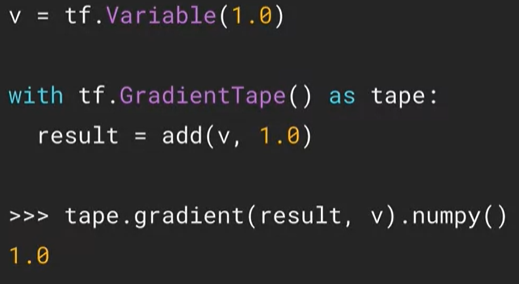 v = tf.Variable(1.0)
with tf.GradientTape() as tape:
  result = add(v, 1.0)
>>> tape.gradient(result, v).numpy()
1.0